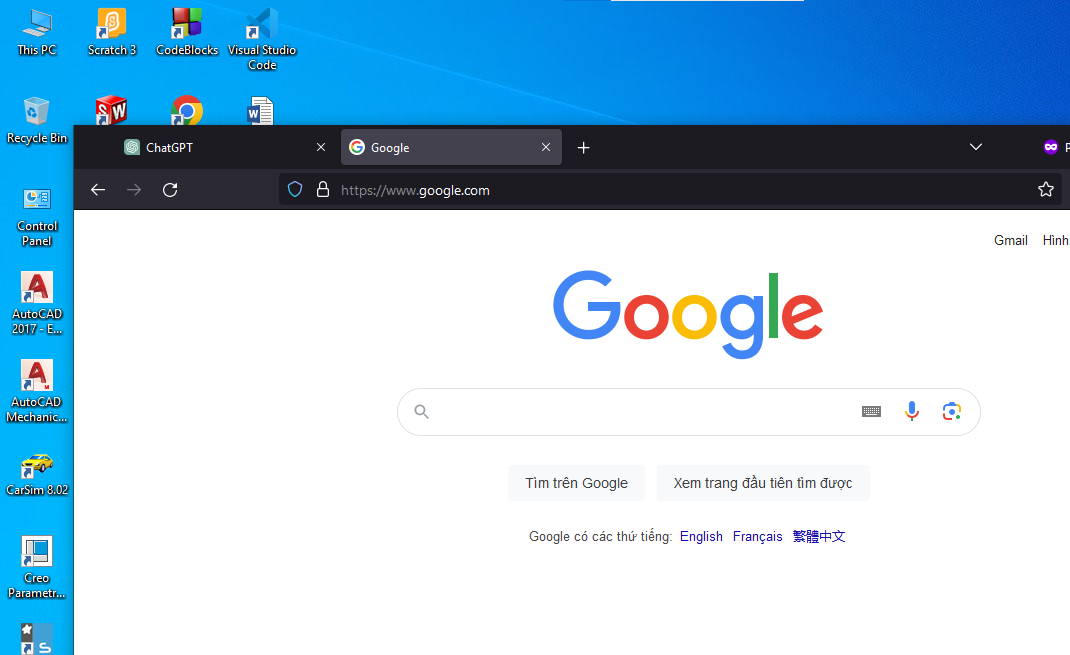 This PC
Scratch 3
CodeBlocks
Visual Studio
Code
Recycle Bin
ChatGPT
Google
https://www.google.com
Control
Panel
Gmail
Hình
AutoCAD
2017 - E...
Google
AutoCAD
Mechanic...
CarSim 8.02
Tìm trên Google
Xem trang đầu tiên tìm được
Google có các thứ tiếng: English Français 繁體中文
Creo
Parametr...